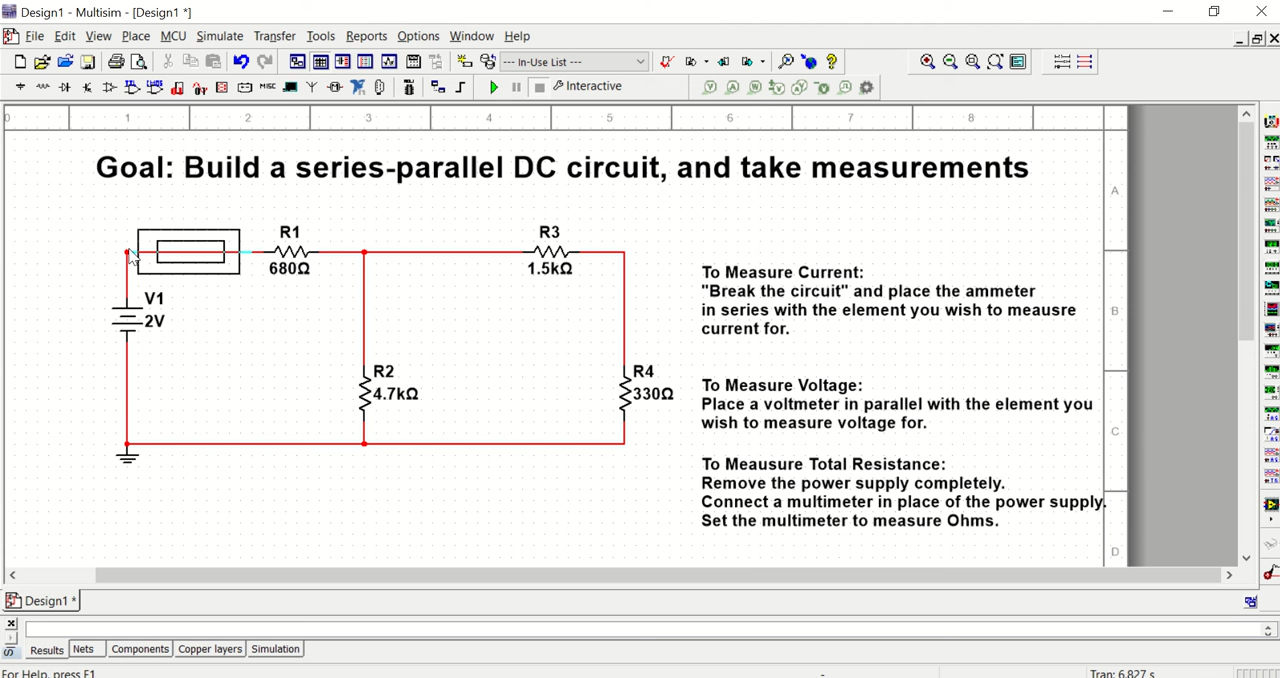 Design1 - Multisim - [Design1 *]
File Edit View Place MCU Simulate Transfer Tools Reports Options Window Help
--- In-Use List ---
Interactive
0 2 3 4 5 6 7 8
Goal: Build a series-parallel DC circuit, and take measurements
A
R1 R3
680Ω 1.5kΩ
To Measure Current:
"Break the circuit" and place the ammeter
in series with the element you wish to meausre
current for.
V1
2V
B
R2 R4
4.7kΩ 330Ω
To Measure Voltage:
Place a voltmeter in parallel with the element you
wish to measure voltage for.
C
To Meausure Total Resistance:
Remove the power supply completely.
Connect a multimeter in place of the power supply.
Set the multimeter to measure Ohms.
D
Design1 *
Results Nets Components Copper layers Simulation
For Help, press F1 - Tran: 6.827 s